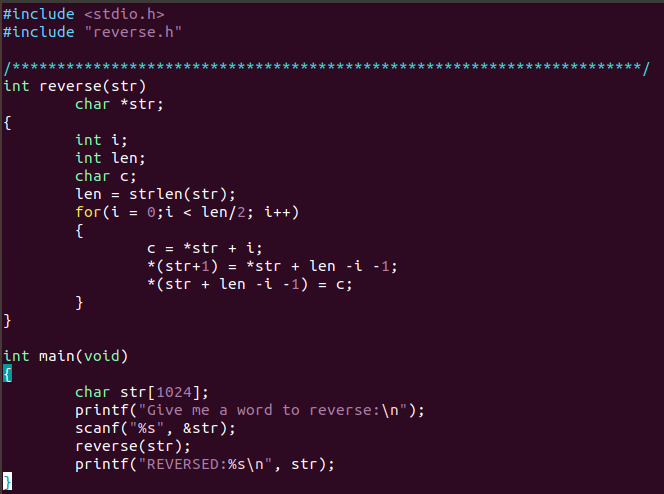 #include <stdio.h>
#include "reverse.h"
/**********************************************************************/
int reverse(str)
char *str;
{
int i;
int len;
char c;
len = strlen(str);
for(i = 0;i < len/2; i++)
{
c = *str + i;
*(str+1) = *str + len -i -1;
*(str + len -i -1) = c;
}
}
int main(void)
{
char str[1024];
printf("Give me a word to reverse:\n");
scanf("%s", &str);
reverse(str);
printf("REVERSED:%s\n", str);
}